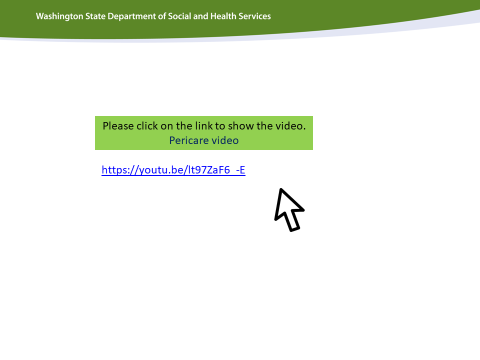 Washington State Department of Social and Health Services
Please click on the link to show the video.
Pericare video
https://youtu.be/lt97ZaF6_-E